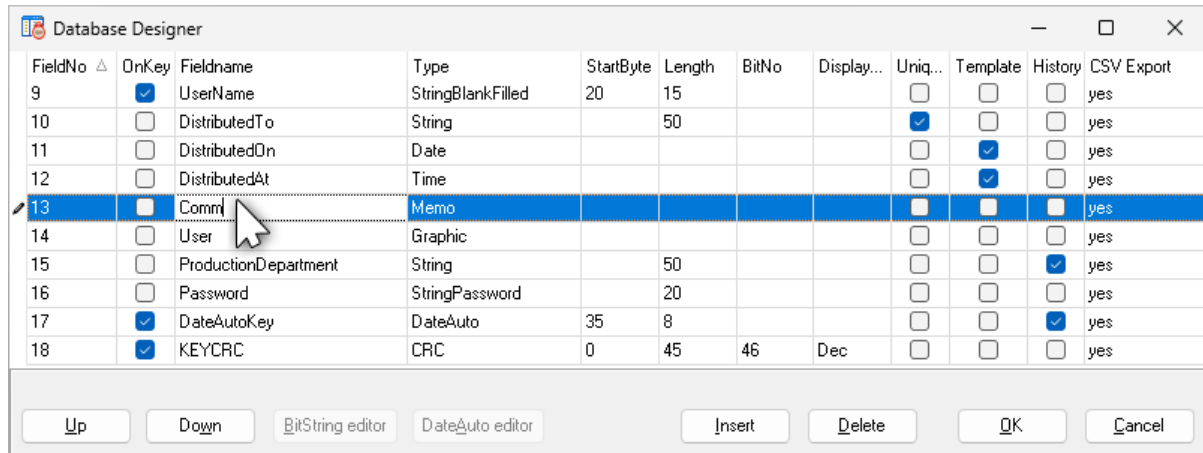 Database Designer
FieldNo OnKey Fieldname Type StartByte Length BitNo Display... Uniq... Template History CSV Export
9 UserName StringBlankFilled 20 15 yes
10 DistributedTo String 50 yes
11 DistributedOn Date yes
12 DistributedAt Time yes
13 Comm Memo yes
14 User Graphic yes
15 ProductionDepartment String 50 yes
16 Password StringPassword 20 yes
17 DateAutoKey DateAuto 35 8 yes
18 KEYCRC CRC 0 45 46 Dec yes
Up Down BitString editor DateAuto editor Insert Delete OK Cancel